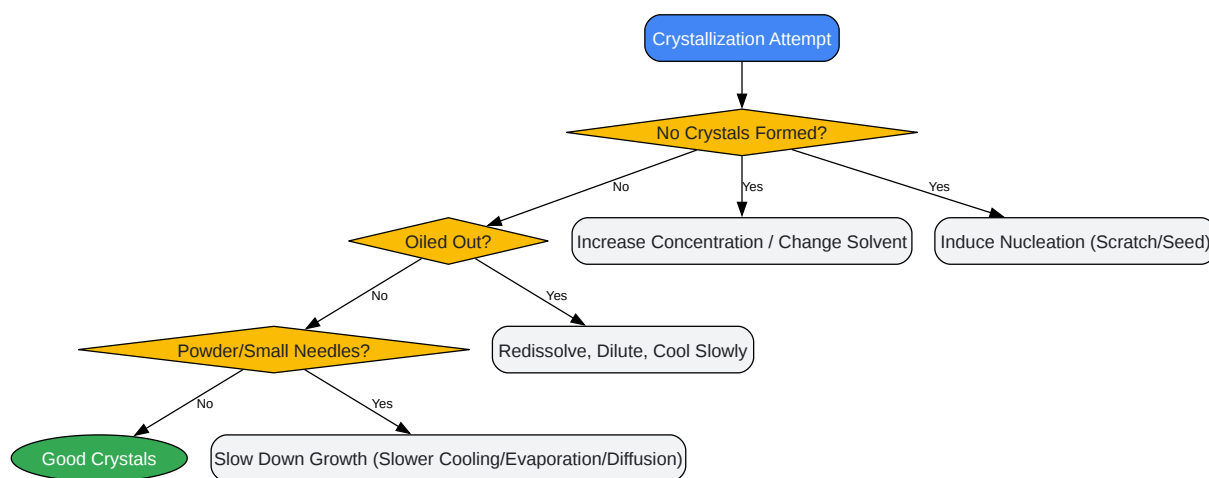 Crystallization Attempt
No Crystals Formed?
No
Yes
Yes
Oiled Out?
Increase Concentration / Change Solvent
Induce Nucleation (Scratch/Seed)
No
Yes
Powder/Small Needles?
Redissolve, Dilute, Cool Slowly
No
Yes
Good Crystals
Slow Down Growth (Slower Cooling/Evaporation/Diffusion)